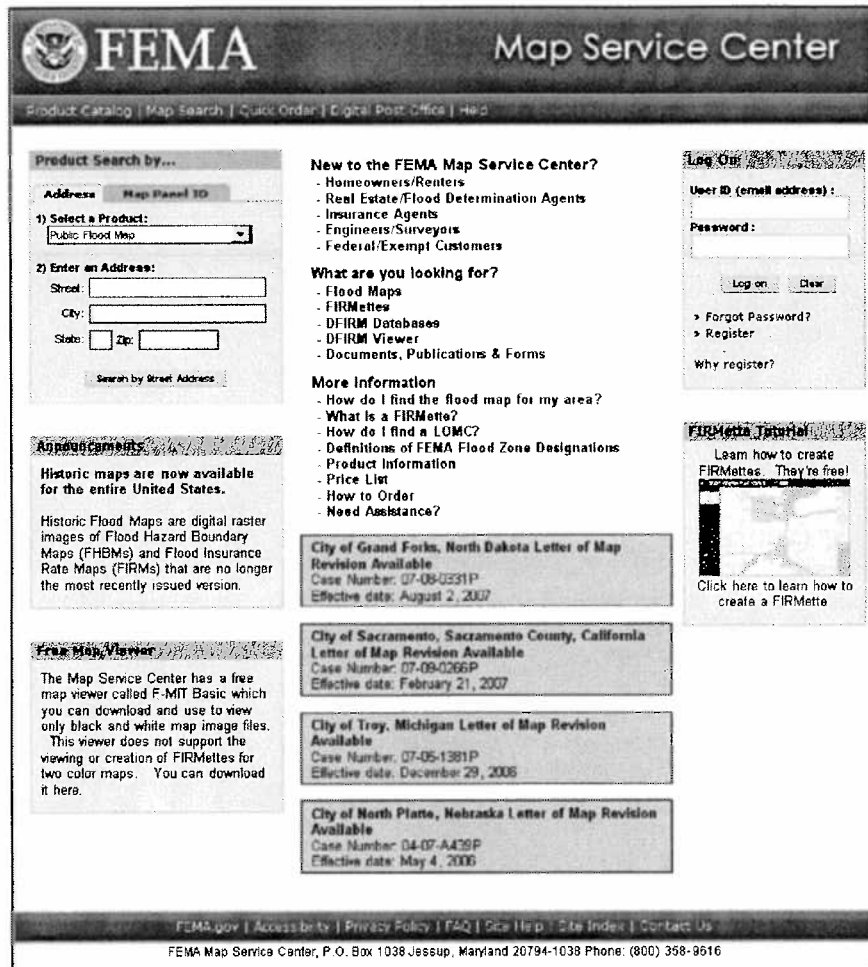 FEMA
Map Service Center
Product Catalog | Map Search | Quick Order | Digital Post Office | Help
Product Search by...
Address
Map Panel ID
1) Select a Product:
Public Flood Map
2) Enter an Address:
Street:
City:
State:
Zip:
Search by Street Address
Announcements
Historic maps are now available
for the entire United States.
Historic Flood Maps are digital raster
images of Flood Hazard Boundary
Maps (FHBMs) and Flood Insurance
Rate Maps (FIRMs) that are no longer
the most recently issued version.
Free Map Viewer
The Map Service Center has a free
map viewer called F-MIT Basic which
you can download and use to view
only black and white map image files.
This viewer does not support the
viewing or creation of FIRMettes for
two color maps. You can download
it here.
New to the FEMA Map Service Center?
- Homeowners/Renters
- Real Estate/Flood Determination Agents
- Insurance Agents
- Engineers/Surveyors
- Federal/Exempt Customers
What are you looking for?
- Flood Maps
- FIRMettes
- DFIRM Databases
- DFIRM Viewer
- Documents, Publications & Forms
More Information
- How do I find the flood map for my area?
- What is a FIRMette?
- How do I find a LOMC?
- Definitions of FEMA Flood Zone Designations
- Product Information
- Price List
- How to Order
- Need Assistance?
City of Grand Forks, North Dakota Letter of Map
Revision Available
Case Number: 07-08-0331P
Effective date: August 2, 2007
City of Sacramento, Sacramento County, California
Letter of Map Revision Available
Case Number: 07-09-0266P
Effective date: February 21, 2007
City of Troy, Michigan Letter of Map Revision
Available
Case Number: 07-05-1381P
Effective date: December 29, 2006
City of North Platte, Nebraska Letter of Map Revision
Available
Case Number: 04-07-A439P
Effective date: May 4, 2006
Log On
User ID (email address) :
Password :
Log on
Clear
> Forgot Password?
> Register
Why register?
FIRMette Tutorial
Learn how to create
FIRMettes. They're free!
Click here to learn how to
create a FIRMette
FEMA.gov | Accessibility | Privacy Policy | FAQ | Site Help | Site Index | Contact Us
FEMA Map Service Center, P.O. Box 1038 Jessup, Maryland 20794-1038 Phone: (800) 358-9616